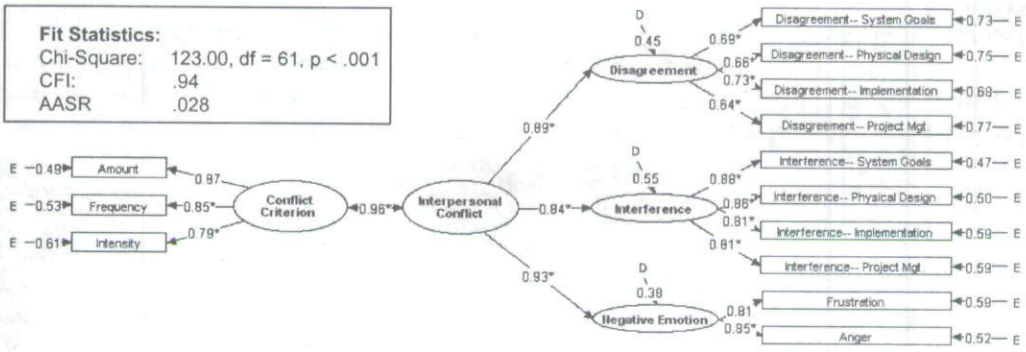 Fit Statistics:
Chi-Square: 123.00, df = 61, p < .001
CFI: .94
AASR .028
E 0.49 Amount 0.87
E 0.53 Frequency 0.85*
E 0.61 Intensity 0.79*
Conflict
Criterion
0.96*
Interpersonal
Conflict
0.89*
0.84*
0.93*
D
0.45
Disagreement
0.69* Disagreement-- System Goals 0.73 E
0.66* Disagreement-- Physical Design 0.75 E
0.73* Disagreement-- Implementation 0.68 E
0.64* Disagreement-- Project Mgt. 0.77 E
D
0.55
Interference
0.88* Interference-- System Goals 0.47 E
0.86* Interference-- Physical Design 0.50 E
0.81* Interference-- Implementation 0.59 E
0.81* Interference-- Project Mgt. 0.59 E
D
0.38
Negative Emotion
0.81 Frustration 0.59 E
0.85* Anger 0.52 E